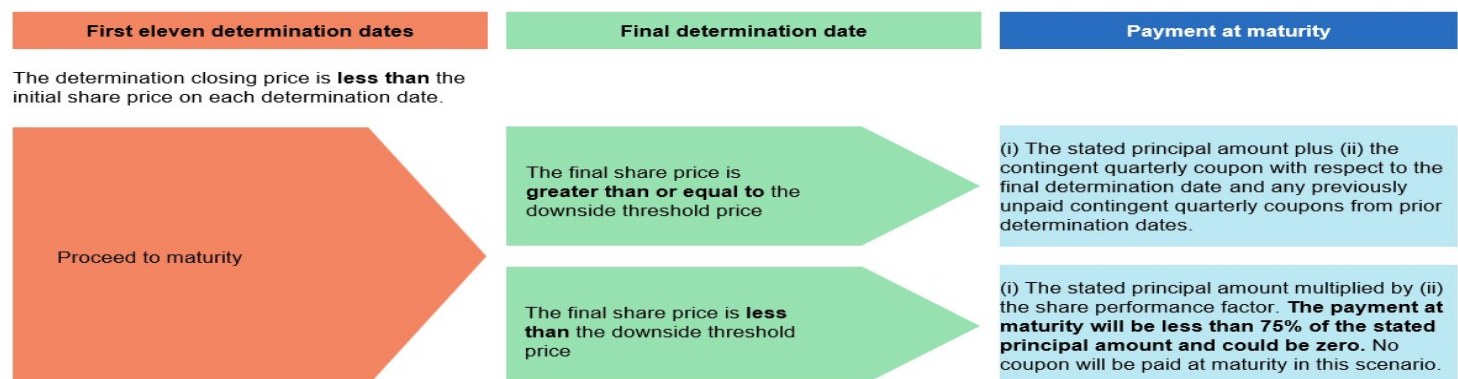 First eleven determination dates
Final determination date
Payment at maturity
The determination closing price is less than the
initial share price on each determination date.
Proceed to maturity
The final share price is
greater than or equal to the
downside threshold price
(i) The stated principal amount plus (ii) the
contingent quarterly coupon with respect to the
final determination date and any previously
unpaid contingent quarterly coupons from prior
determination dates.
The final share price is less
than the downside threshold
price
(i) The stated principal amount multiplied by (ii)
the share performance factor. The payment at
maturity will be less than 75% of the stated
principal amount and could be zero. No
coupon will be paid at maturity in this scenario.